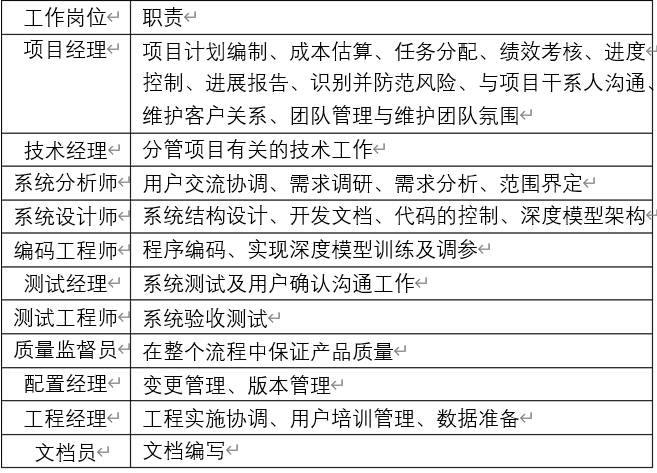 工作岗位 职责
项目经理 项目计划编制、成本估算、任务分配、绩效考核、进度
控制、进展报告、识别并防范风险、与项目干系人沟通、
维护客户关系、团队管理与维护团队氛围
技术经理 分管项目有关的技术工作
系统分析师 用户交流协调、需求调研、需求分析、范围界定
系统设计师 系统结构设计、开发文档、代码的控制、深度模型架构
编码工程师 程序编码、实现深度模型训练及调参
测试经理 系统测试及用户确认沟通工作
测试工程师 系统验收测试
质量监督员 在整个流程中保证产品质量
配置经理 变更管理、版本管理
工程经理 工程实施协调、用户培训管理、数据准备
文档员 文档编写